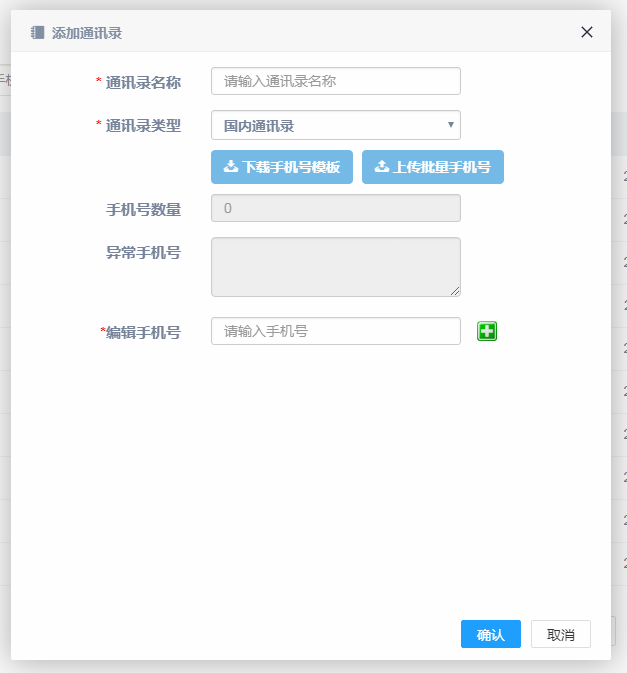 添加通讯录
* 通讯录名称 请输入通讯录名称
* 通讯录类型 国内通讯录
下载手机号模板 上传批量手机号
手机号数量 0
异常手机号
*编辑手机号 请输入手机号
确认 取消